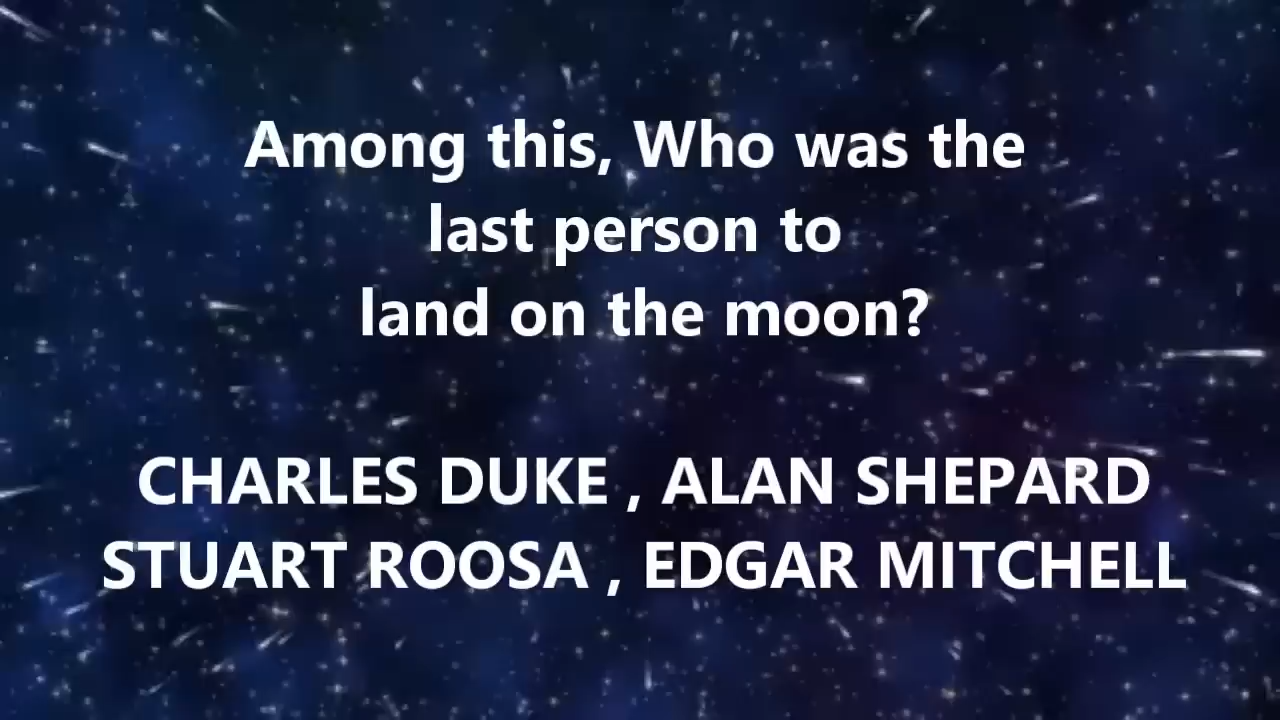 Among this, Who was the
last person to
land on the moon?
CHARLES DUKE , ALAN SHEPARD
STUART ROOSA , EDGAR MITCHELL